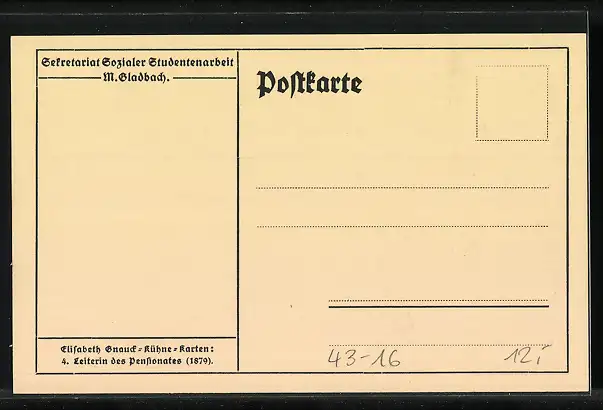 Sekretariat Sozialer Studentenarbeit
M. Gladbach.
Postkarte
Elisabeth Gnauck-Kühne-Karten:
4. Leiterin des Pensionates (1879).
43-16
12,-